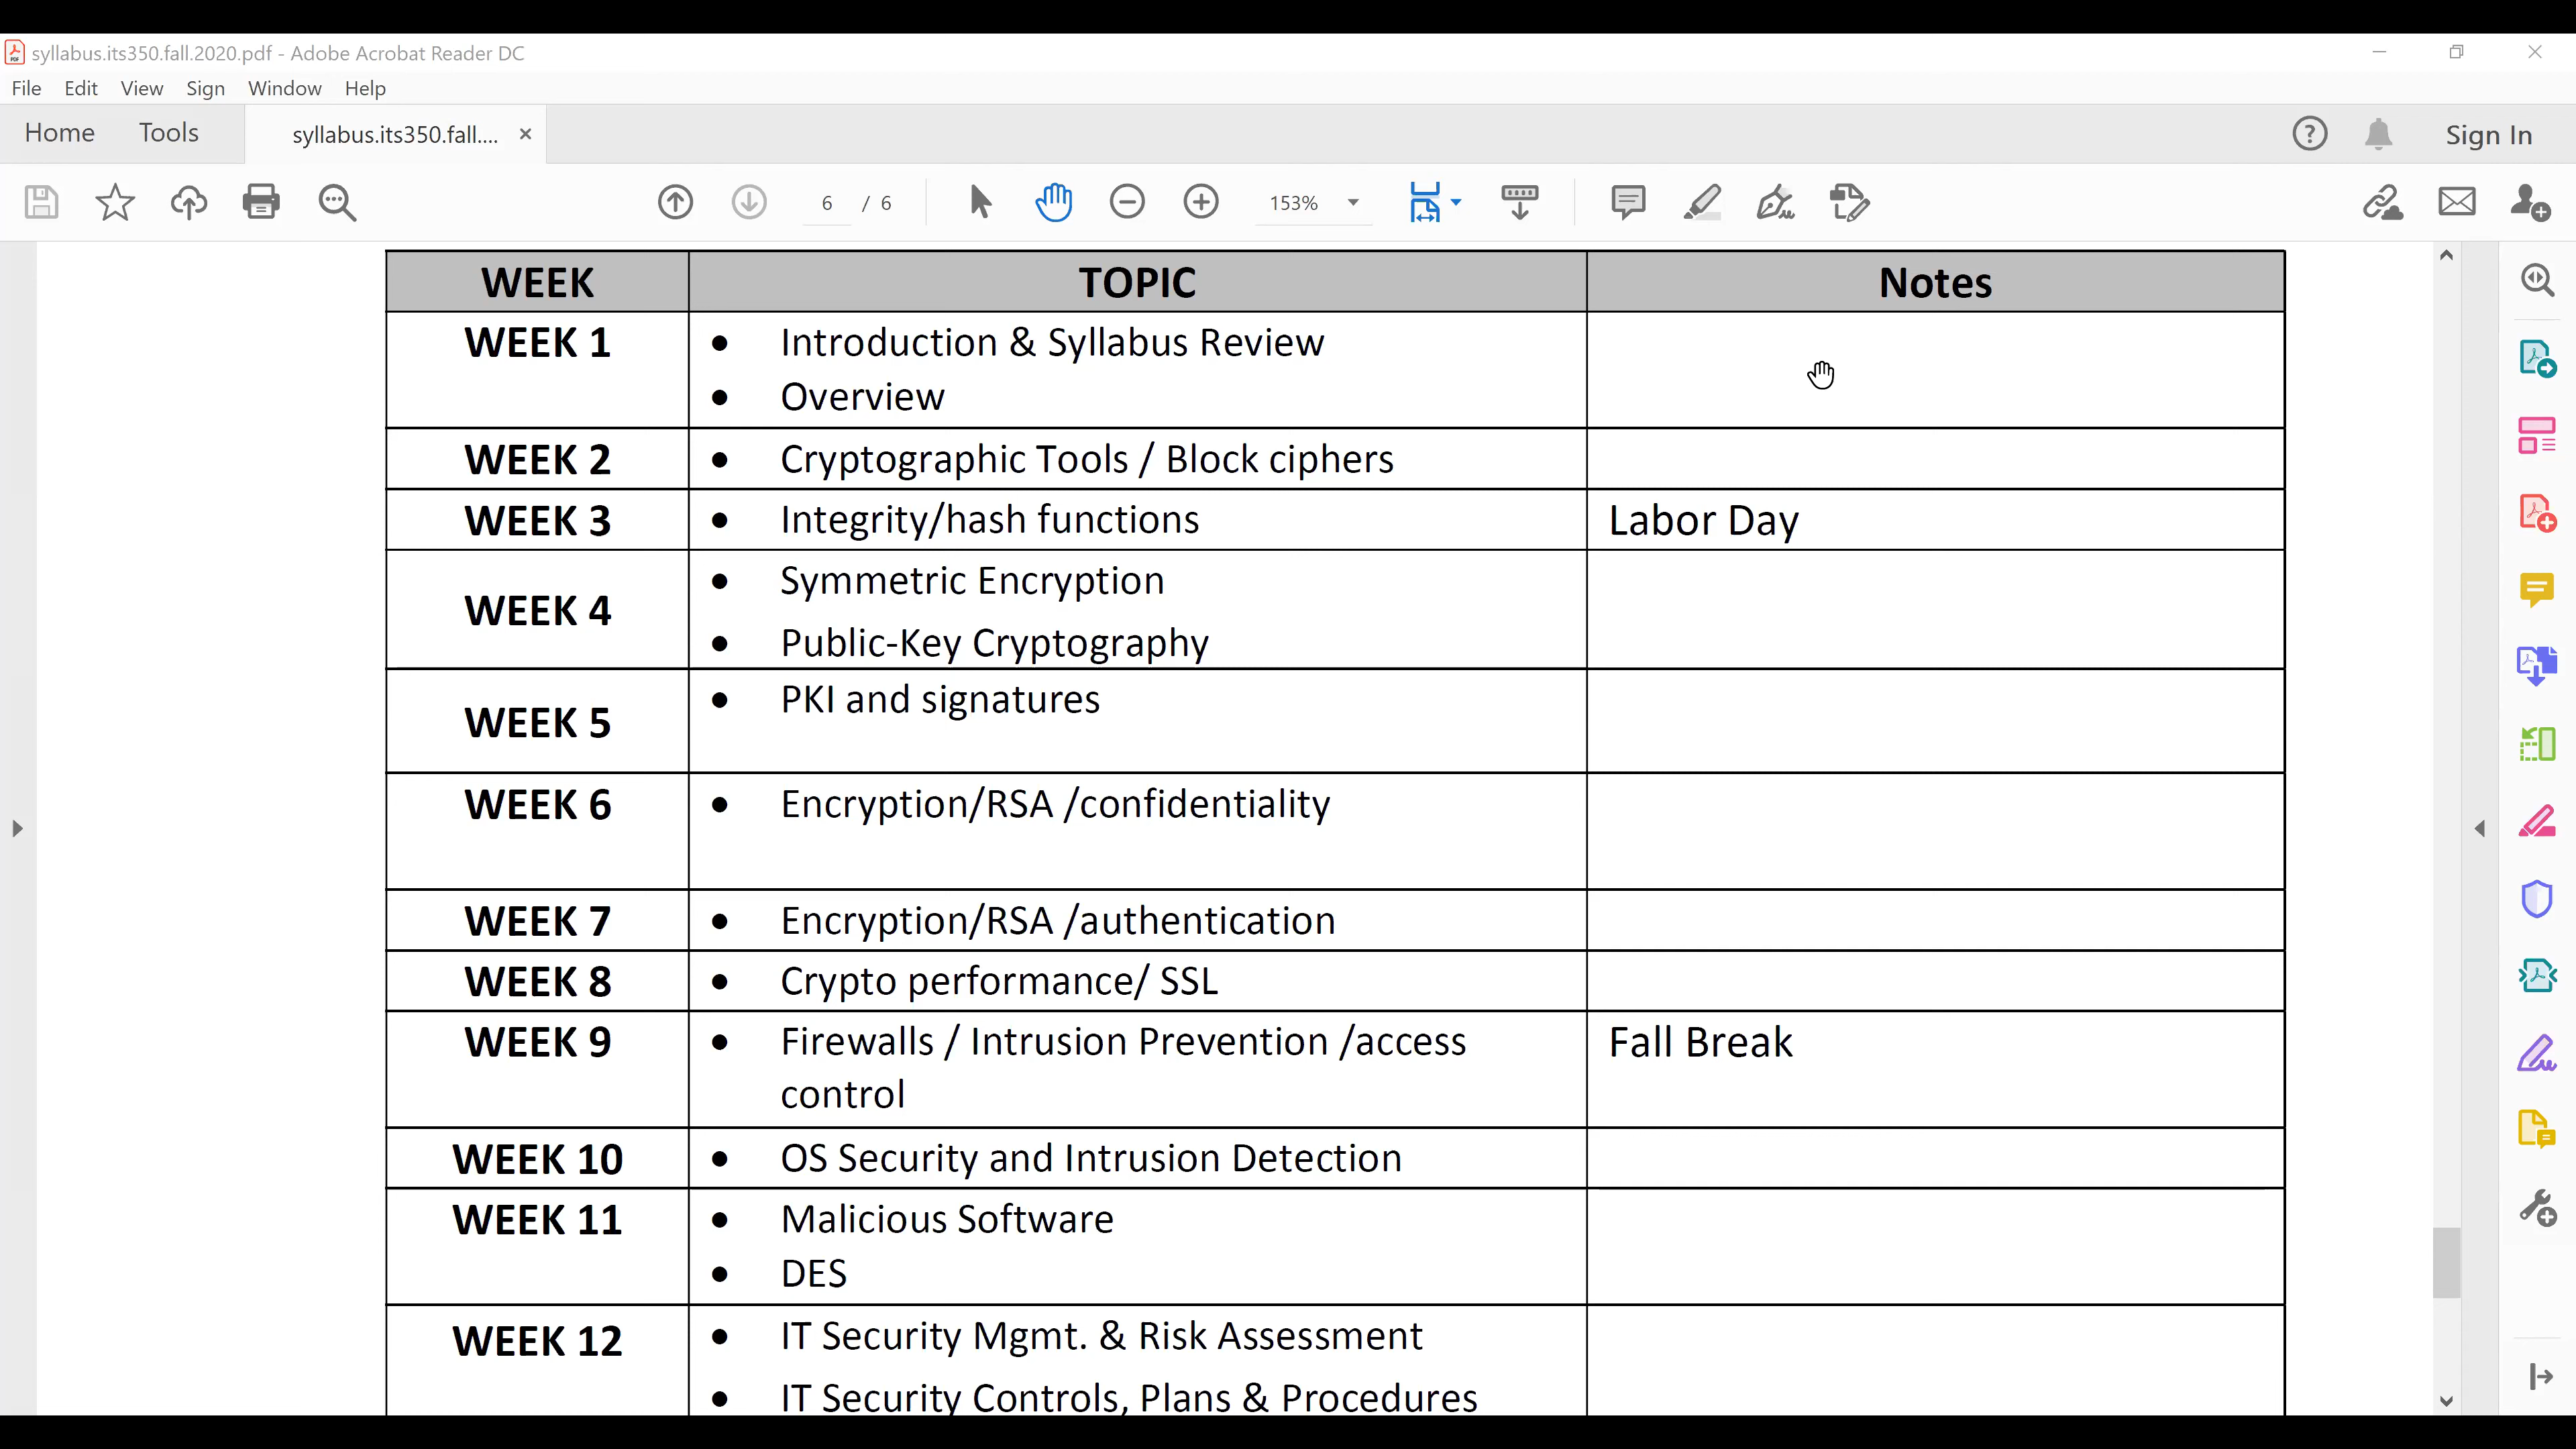 syllabus.its350.fall.2020.pdf - Adobe Acrobat Reader DC
File Edit View Sign Window Help
Home Tools syllabus.its350.fall.... × Sign In
6 / 6 153%
WEEK TOPIC Notes
WEEK 1 • Introduction & Syllabus Review
• Overview
WEEK 2 • Cryptographic Tools / Block ciphers
WEEK 3 • Integrity/hash functions Labor Day
• Symmetric Encryption
WEEK 4
• Public-Key Cryptography
• PKI and signatures
WEEK 5
WEEK 6 • Encryption/RSA /confidentiality
WEEK 7 • Encryption/RSA /authentication
WEEK 8 • Crypto performance/ SSL
WEEK 9 • Firewalls / Intrusion Prevention /access Fall Break
control
WEEK 10 • OS Security and Intrusion Detection
WEEK 11 • Malicious Software
• DES
WEEK 12 • IT Security Mgmt. & Risk Assessment
• IT Security Controls, Plans & Procedures